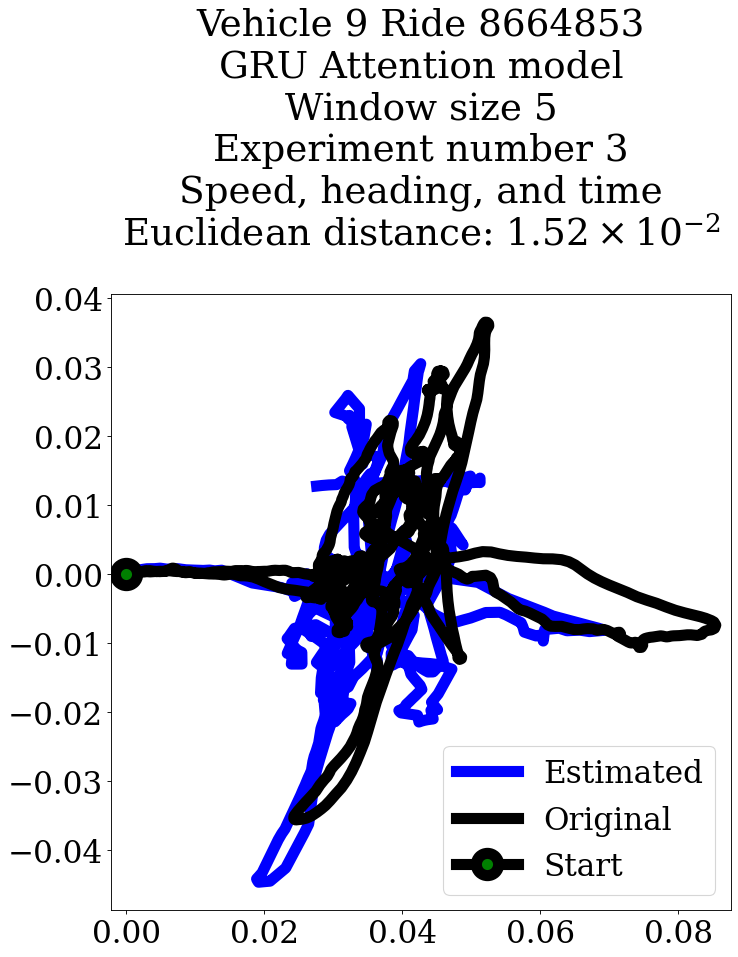 Vehicle 9 Ride 8664853
GRU Attention model
Window size 5
Experiment number 3
Speed, heading, and time
Euclidean distance: 1.52 × 10⁻²
0.04
0.03
0.02
0.01
0.00
−0.01
−0.02
−0.03
−0.04
Estimated
Original
Start
0.00 0.02 0.04 0.06 0.08